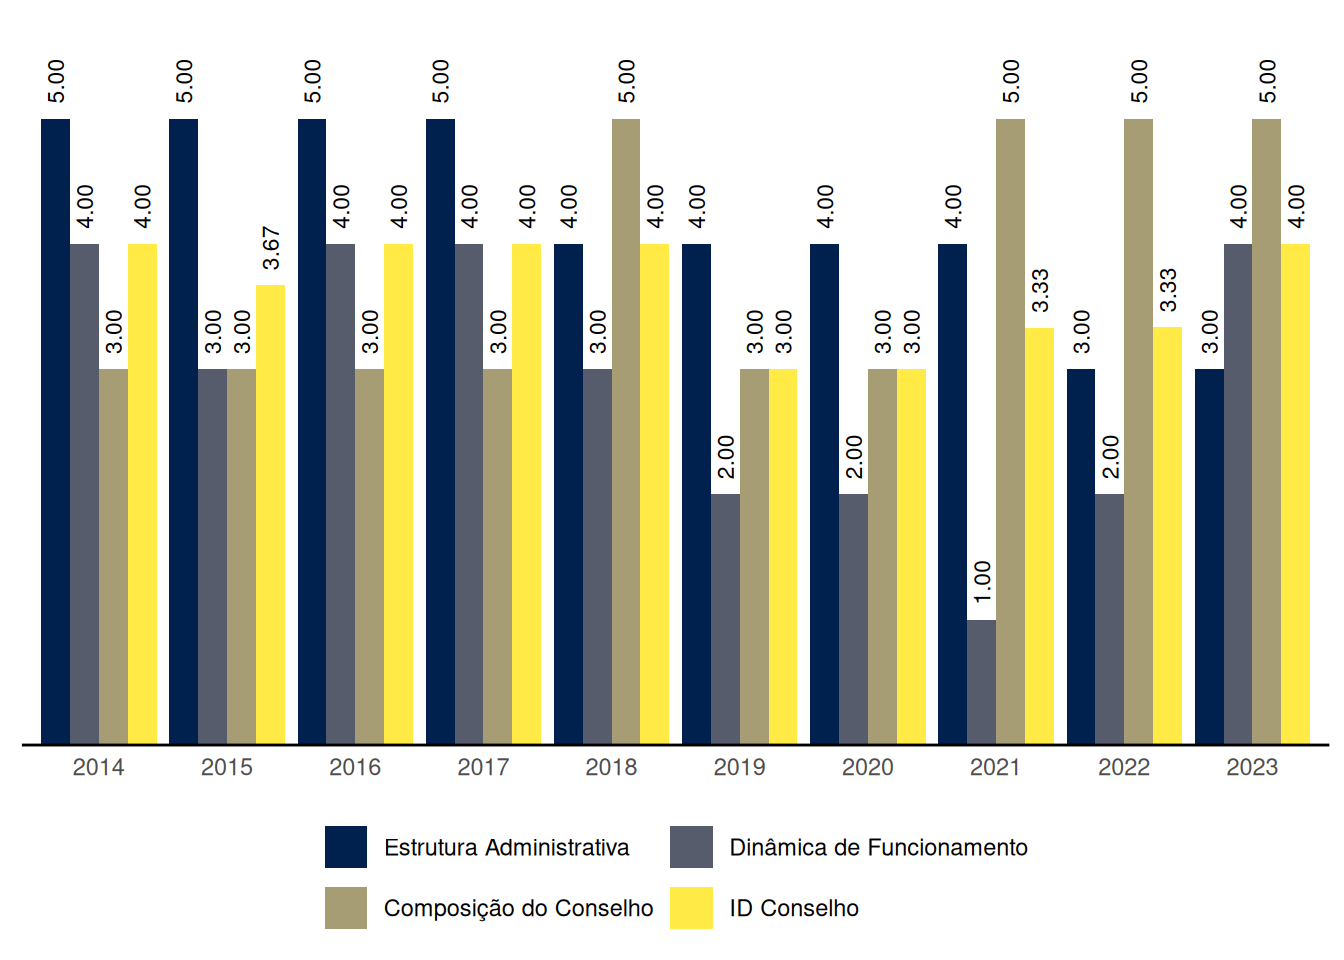 5.00 4.00 3.00 4.00
5.00 3.00 3.00 3.67
5.00 4.00 3.00 4.00
5.00 4.00 3.00 4.00
4.00 3.00 5.00 4.00
4.00 2.00 3.00 3.00
4.00 2.00 3.00 3.00
4.00 1.00 5.00 3.33
3.00 2.00 5.00 3.33
3.00 4.00 5.00 4.00
2014 2015 2016 2017 2018 2019 2020 2021 2022 2023
Estrutura Administrativa Dinâmica de Funcionamento
Composição do Conselho ID Conselho